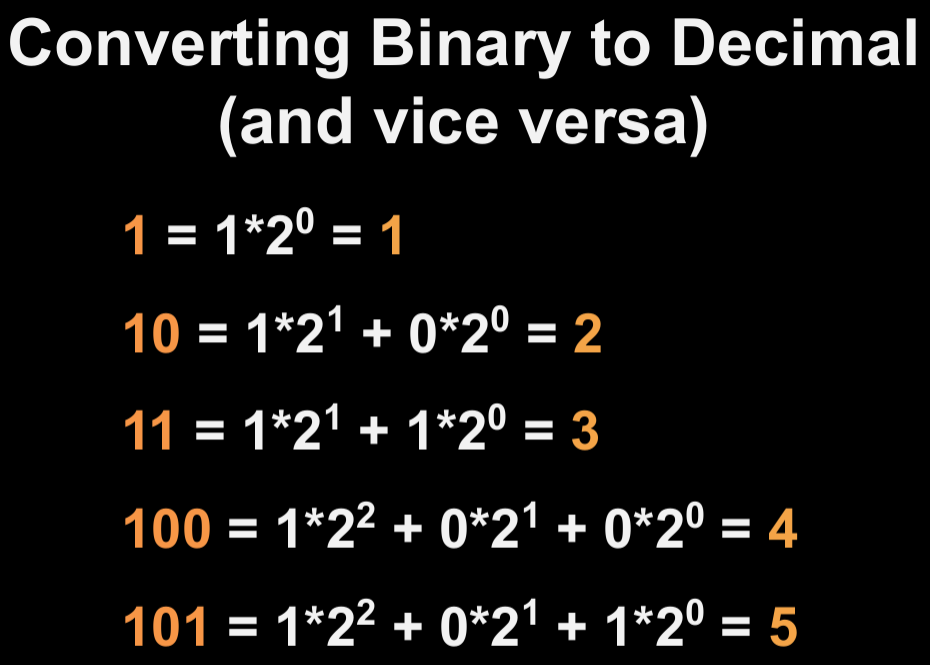 Converting Binary to Decimal
(and vice versa)
1 = 1*2⁰ = 1
10 = 1*2¹ + 0*2⁰ = 2
11 = 1*2¹ + 1*2⁰ = 3
100 = 1*2² + 0*2¹ + 0*2⁰ = 4
101 = 1*2² + 0*2¹ + 1*2⁰ = 5